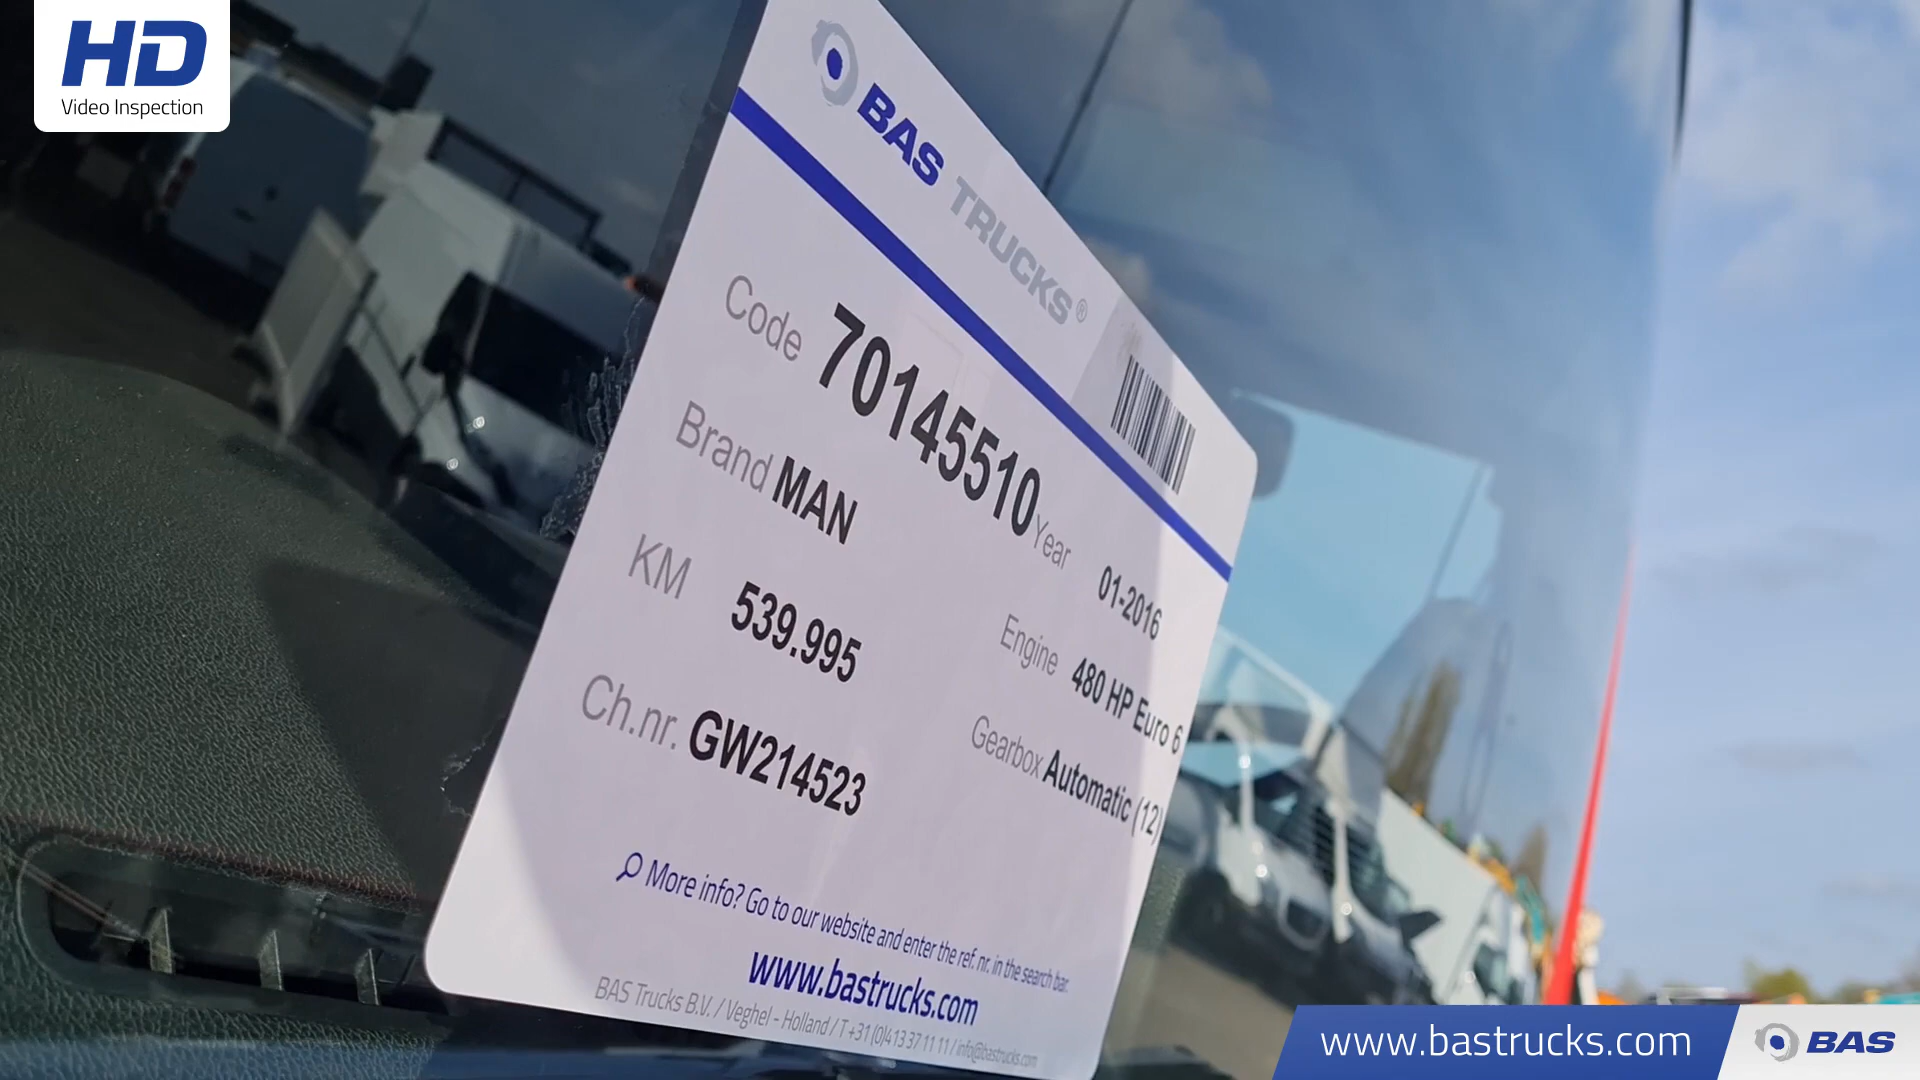 HD
Video Inspection
BAS TRUCKS®
Code 70145510
Brand MAN
Year 01-2016
KM 539.995
Engine 480 HP Euro 6
Ch.nr. GW214523
Gearbox Automatic (12)
More info? Go to our website and enter the ref. nr. in the search bar.
www.bastrucks.com
BAS Trucks B.V. / Veghel - Holland / T +31 (0)413 37 11 11 / info@bastrucks.com
www.bastrucks.com
BAS